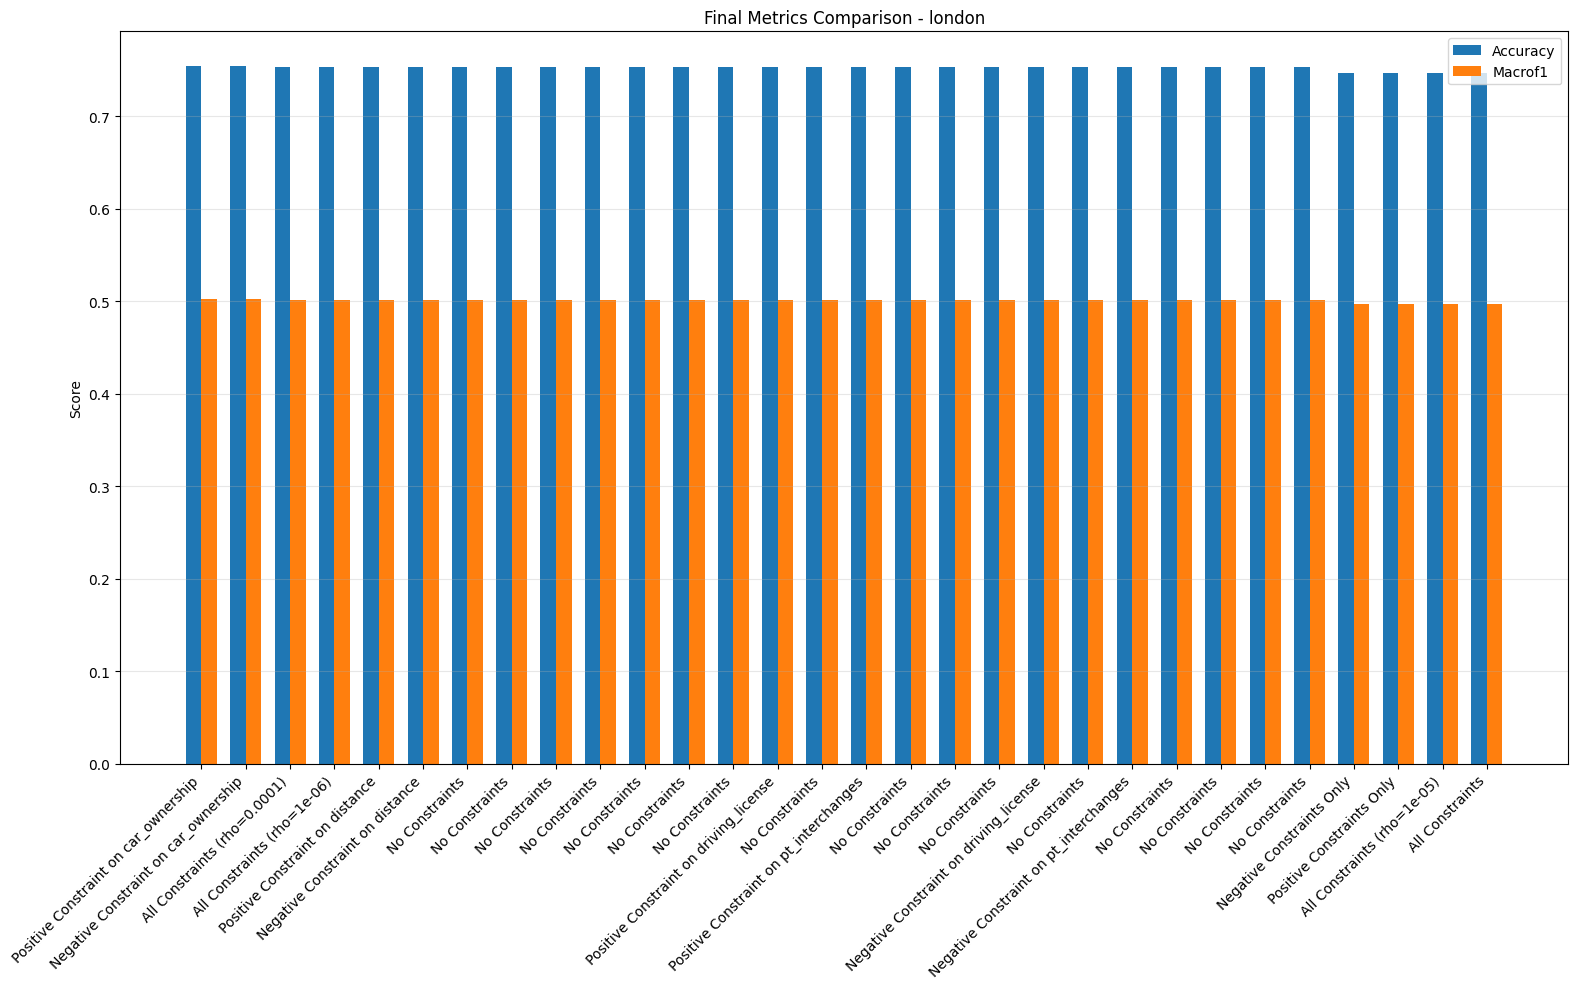 Final Metrics Comparison - london
Accuracy
Macrof1
Score
0.7
0.6
0.5
0.4
0.3
0.2
0.1
0.0
Positive Constraint on car_ownership
Negative Constraint on car_ownership
All Constraints (rho=0.0001)
All Constraints (rho=1e-06)
Positive Constraint on distance
Negative Constraint on distance
No Constraints
No Constraints
No Constraints
No Constraints
No Constraints
No Constraints
No Constraints
Positive Constraint on driving_license
No Constraints
Positive Constraint on pt_interchanges
No Constraints
No Constraints
No Constraints
Negative Constraint on driving_license
No Constraints
Negative Constraint on pt_interchanges
No Constraints
No Constraints
No Constraints
No Constraints
Negative Constraints Only
Positive Constraints Only
All Constraints (rho=1e-05)
All Constraints